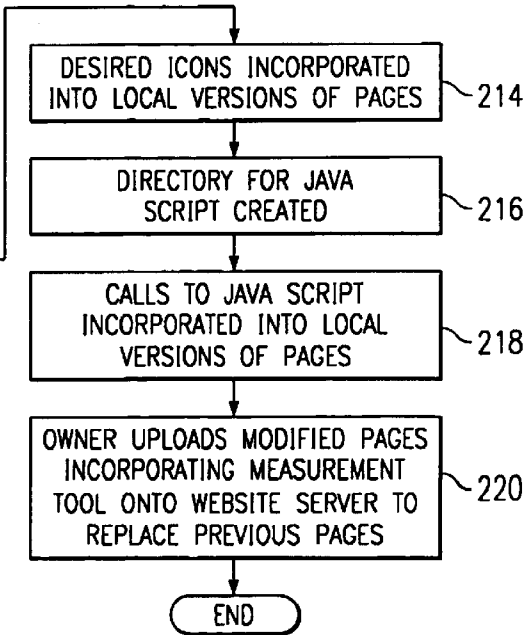 DESIRED ICONS INCORPORATED
INTO LOCAL VERSIONS OF PAGES
214
DIRECTORY FOR JAVA
SCRIPT CREATED
216
CALLS TO JAVA SCRIPT
INCORPORATED INTO LOCAL
VERSIONS OF PAGES
218
OWNER UPLOADS MODIFIED PAGES
INCORPORATING MEASUREMENT
TOOL ONTO WEBSITE SERVER TO
REPLACE PREVIOUS PAGES
220
END